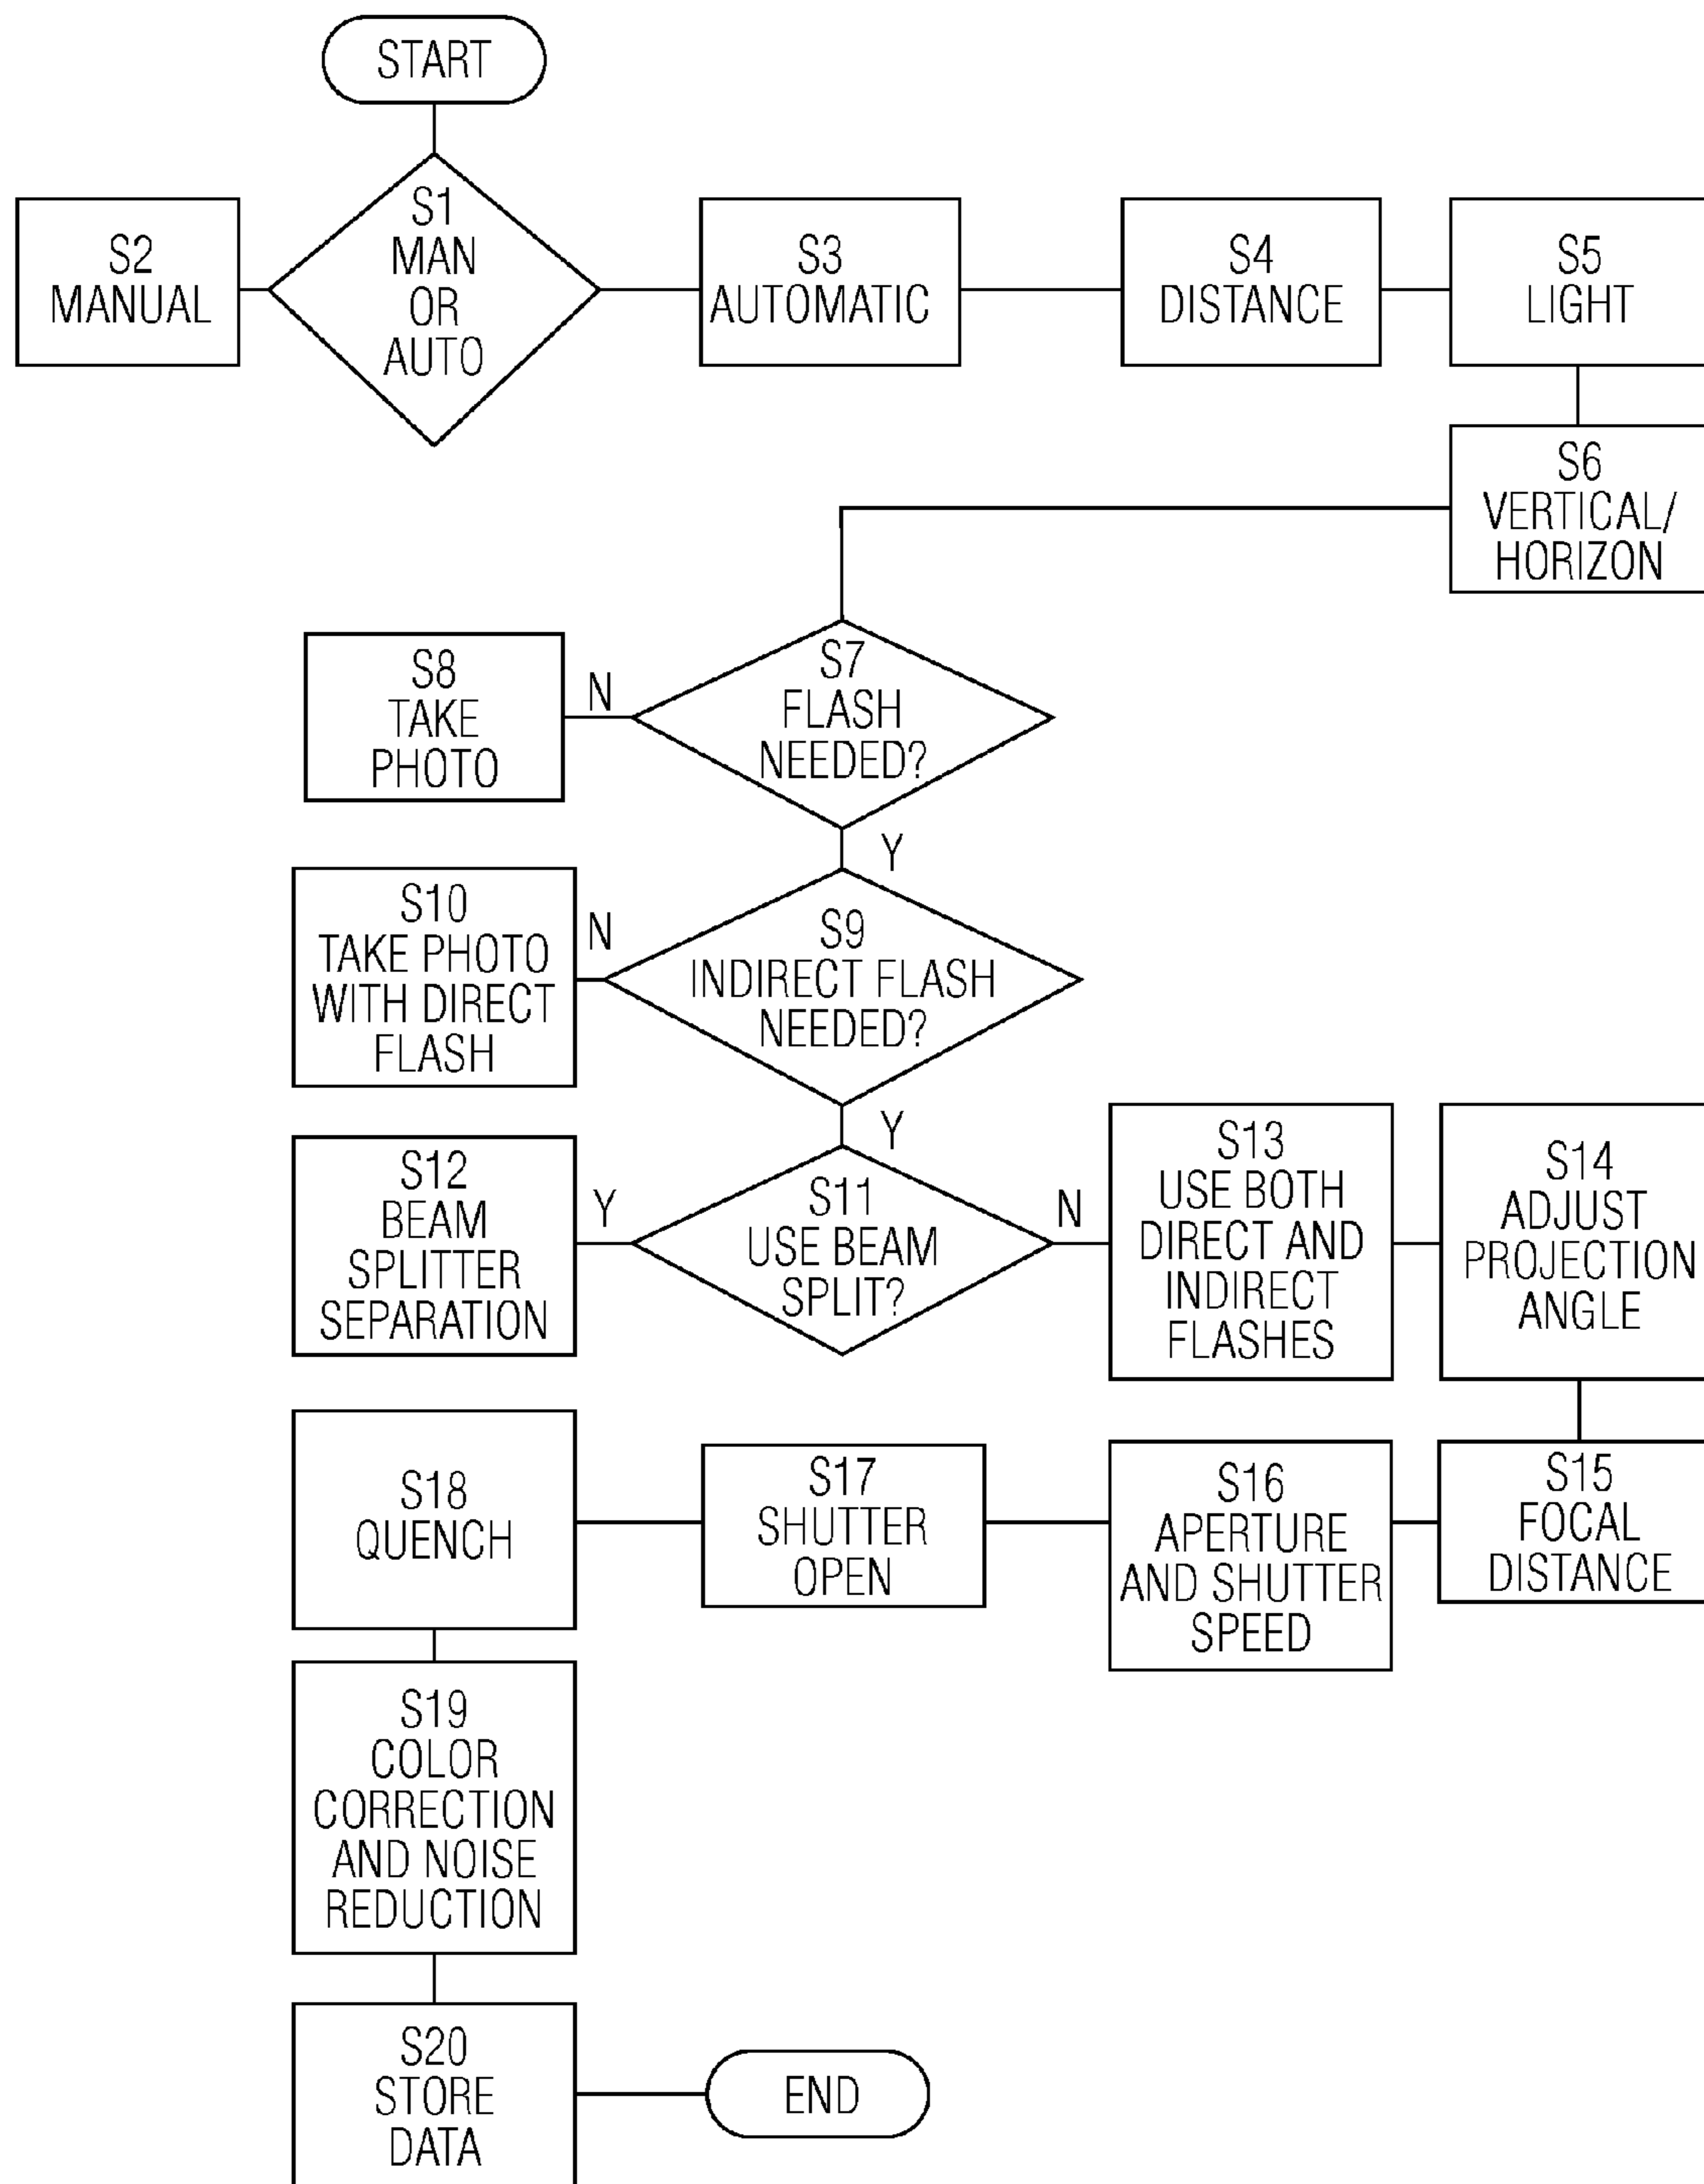 START
S1
MAN
OR
AUTO
S2
MANUAL
S3
AUTOMATIC
S4
DISTANCE
S5
LIGHT
S6
VERTICAL/
HORIZON
S7
FLASH
NEEDED?
N
S8
TAKE
PHOTO
Y
S9
INDIRECT FLASH
NEEDED?
N
S10
TAKE PHOTO
WITH DIRECT
FLASH
Y
S11
USE BEAM
SPLIT?
Y
S12
BEAM
SPLITTER
SEPARATION
N
S13
USE BOTH
DIRECT AND
INDIRECT
FLASHES
S14
ADJUST
PROJECTION
ANGLE
S15
FOCAL
DISTANCE
S16
APERTURE
AND SHUTTER
SPEED
S17
SHUTTER
OPEN
S18
QUENCH
S19
COLOR
CORRECTION
AND NOISE
REDUCTION
S20
STORE
DATA
END